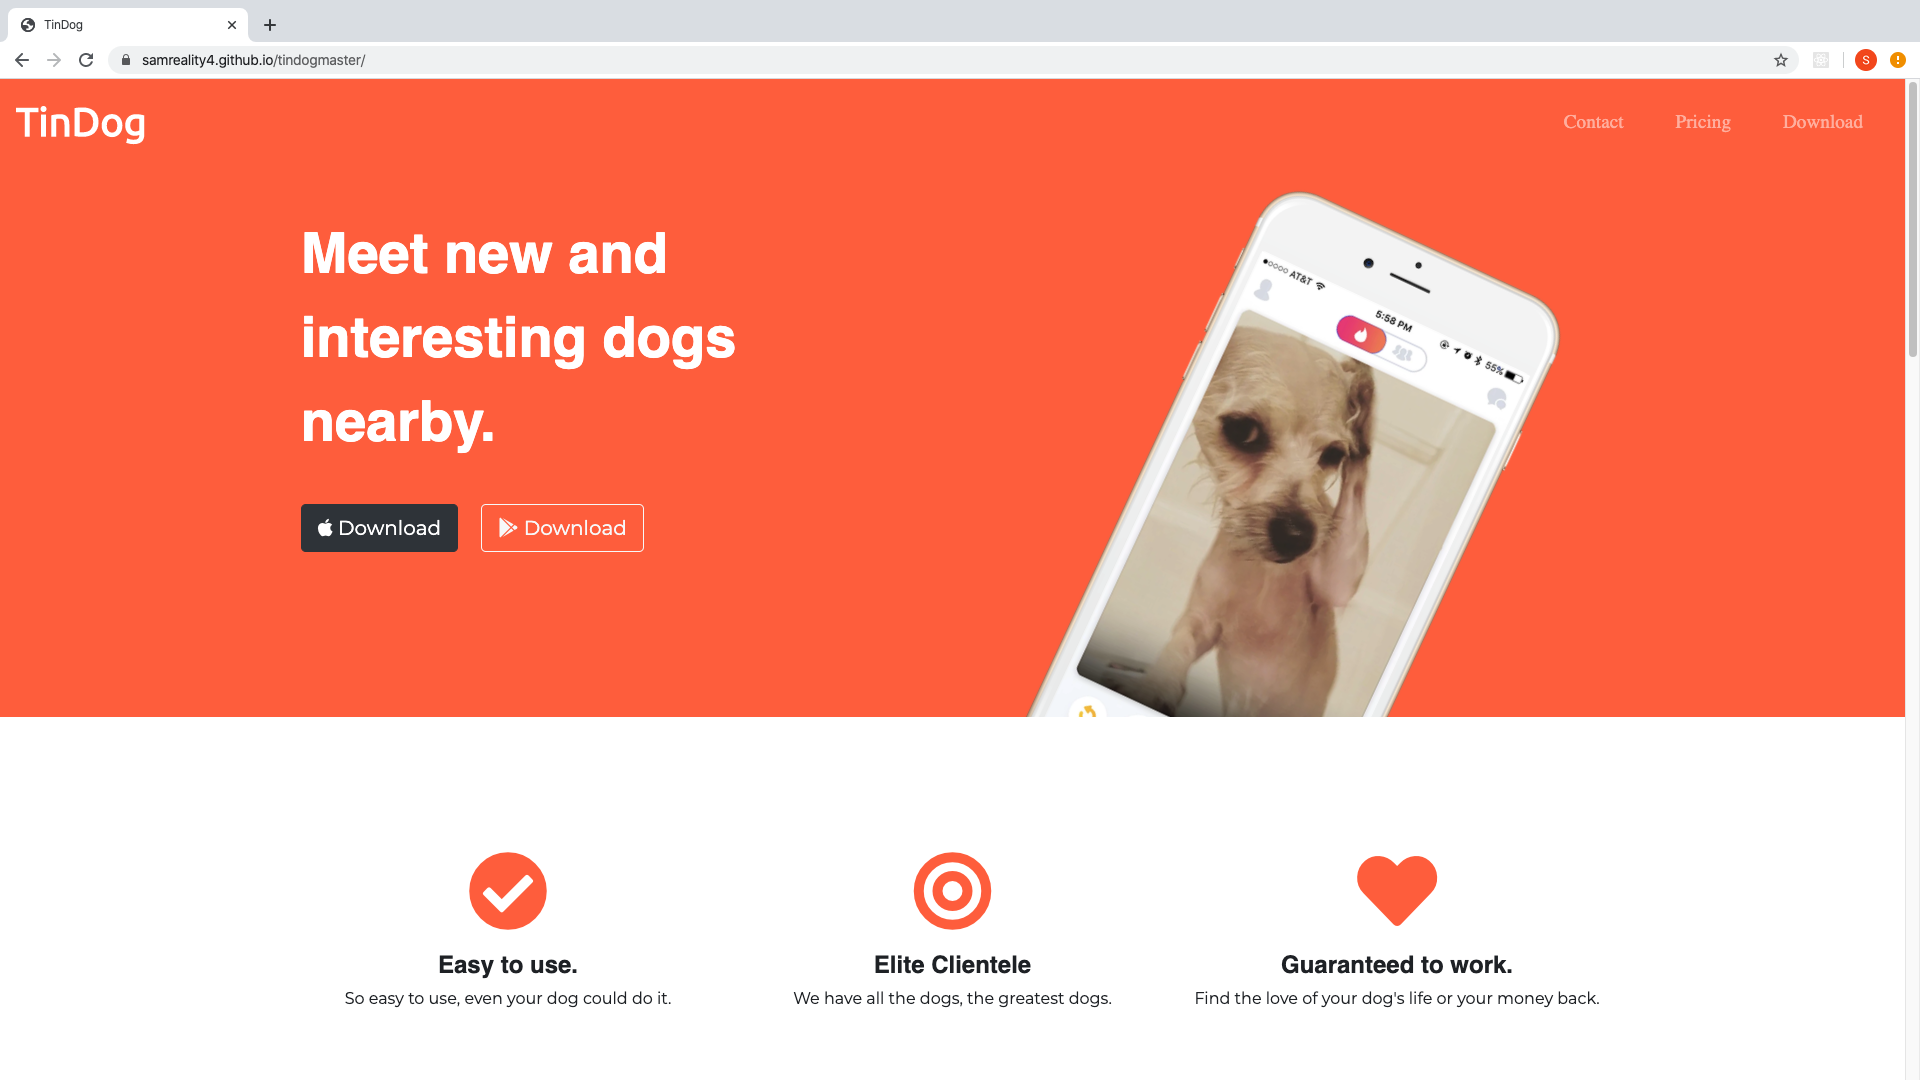 TinDog
samreality4.github.io/tindogmaster/
S
TinDog
Contact
Pricing
Download
Meet new and
interesting dogs
nearby.
Download
Download
AT&T
5:58 PM
55%
Easy to use.
So easy to use, even your dog could do it.
Elite Clientele
We have all the dogs, the greatest dogs.
Guaranteed to work.
Find the love of your dog's life or your money back.